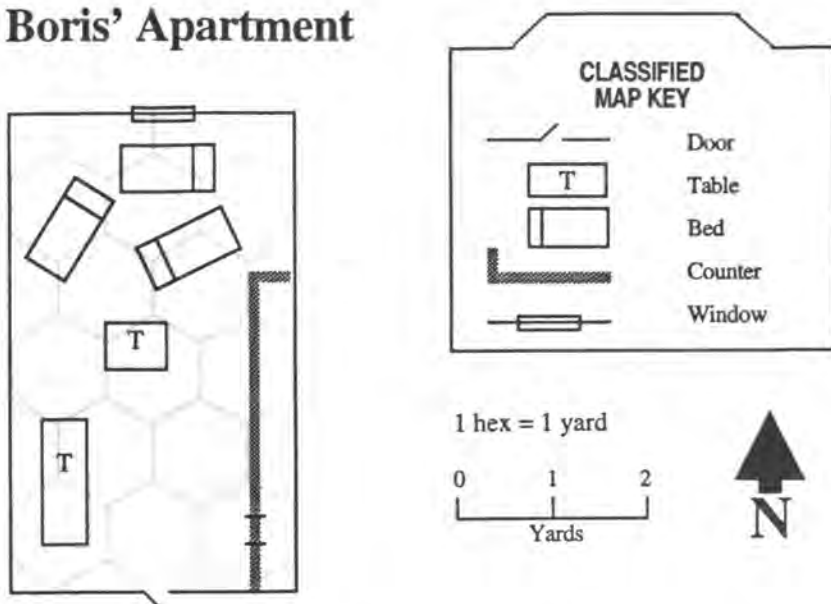 Boris’ Apartment
T
T
CLASSIFIED
MAP KEY
Door
T
Table
Bed
Counter
Window
1 hex = 1 yard
0 1 2
Yards
N